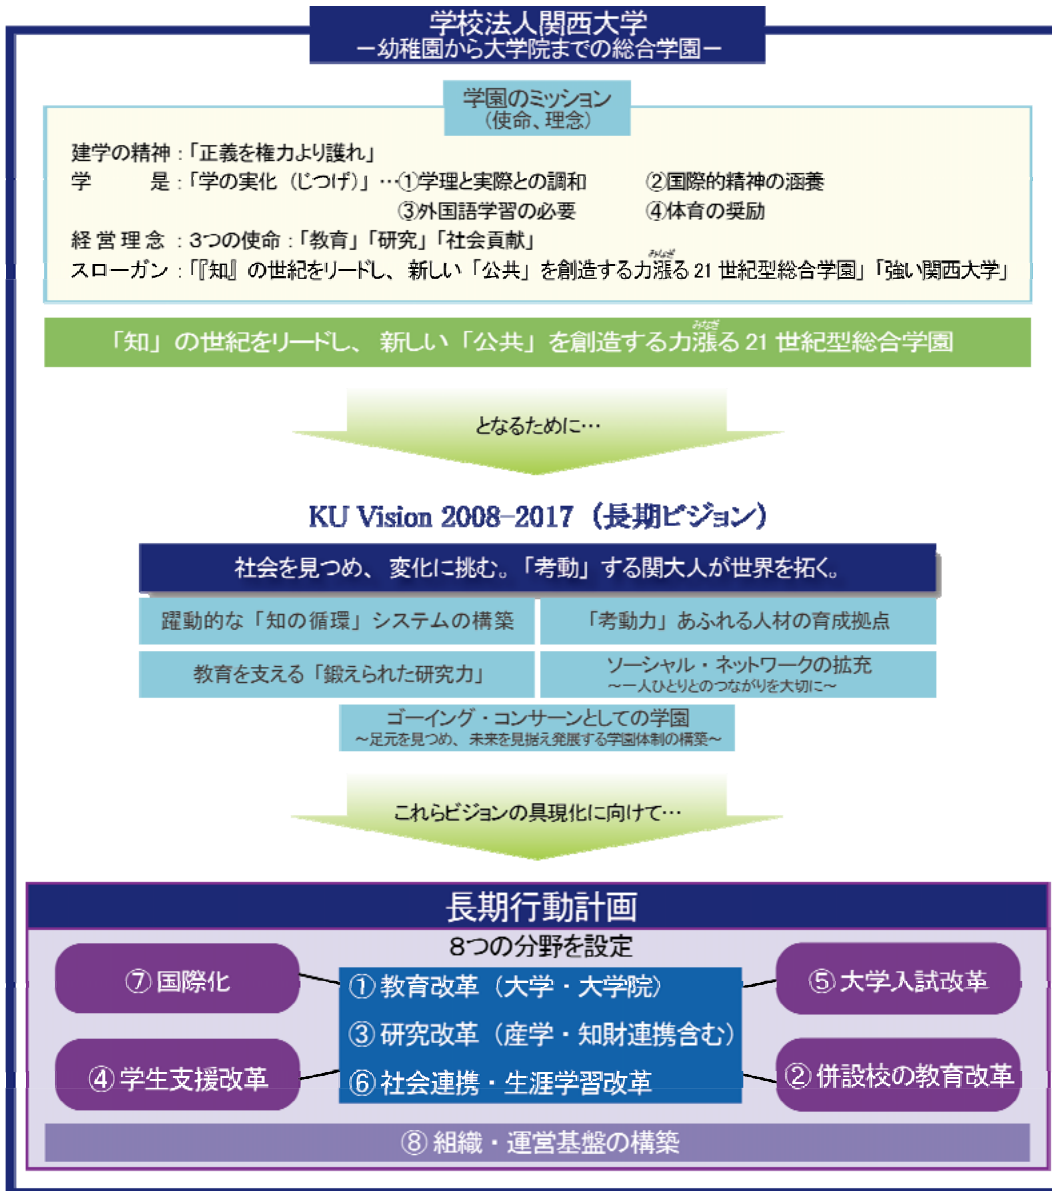 学校法人関西大学
－幼稚園から大学院までの総合学園－
学園のミッション
（使命、理念）
建学の精神：「正義を権力より護れ」
学　　是：「学の実化（じつげ）」…①学理と実際との調和　②国際的精神の涵養
③外国語学習の必要　④体育の奨励
経営理念：3つの使命：「教育」「研究」「社会貢献」
みなぎ
スローガン：「『知』の世紀をリードし、新しい「公共」を創造する力漲る21世紀型総合学園」「強い関西大学」
みなぎ
「知」の世紀をリードし、新しい「公共」を創造する力漲る21世紀型総合学園
となるために…
KU Vision 2008–2017（長期ビジョン）
社会を見つめ、変化に挑む。「考動」する関大人が世界を拓く。
躍動的な「知の循環」システムの構築
「考動力」あふれる人材の育成拠点
教育を支える「鍛えられた研究力」
ソーシャル・ネットワークの拡充
～一人ひとりとのつながりを大切に～
ゴーイング・コンサーンとしての学園
～足元を見つめ、未来を見据え発展する学園体制の構築～
これらビジョンの具現化に向けて…
長期行動計画
8つの分野を設定
⑦国際化
①教育改革（大学・大学院）
⑤大学入試改革
③研究改革（産学・知財連携含む）
④学生支援改革
⑥社会連携・生涯学習改革
②併設校の教育改革
⑧組織・運営基盤の構築